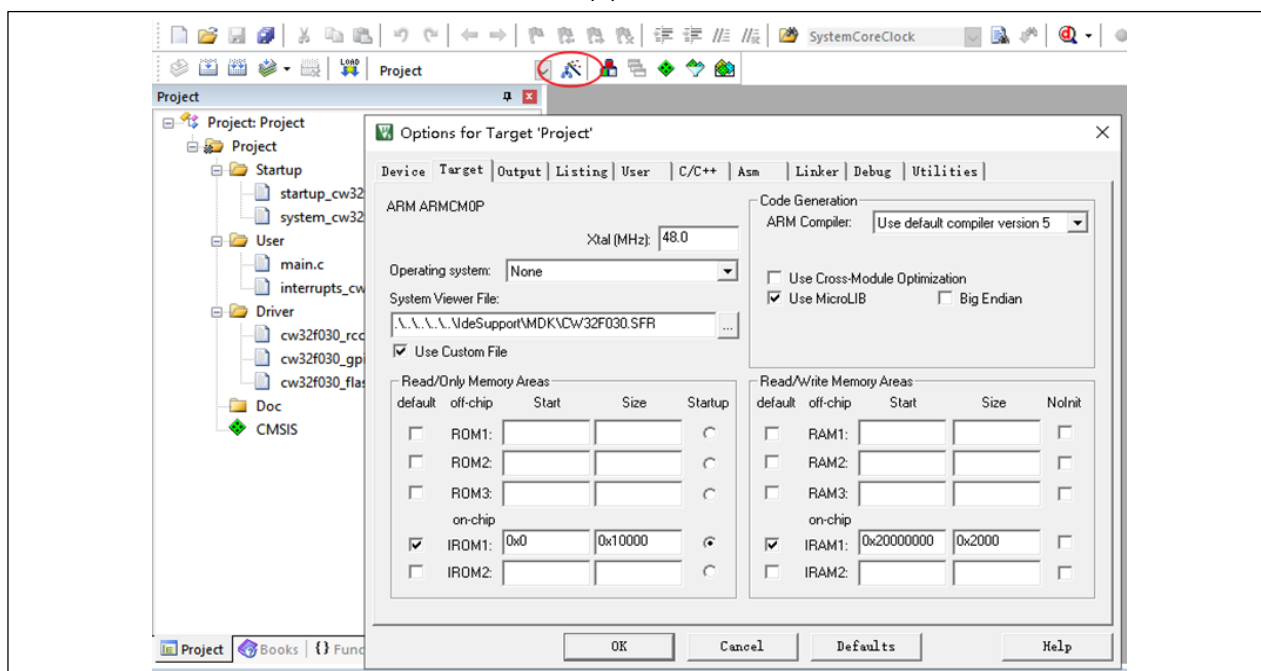 SystemCoreClock
LOAD
Project
Project
Project: Project
Project
Startup
startup_cw32
system_cw32
User
main.c
interrupts_cw
Driver
cw32f030_rcc
cw32f030_gpi
cw32f030_flas
Doc
CMSIS
Project Books {} Func
Options for Target 'Project'
Device Target Output Listing User C/C++ Asm Linker Debug Utilities
ARM ARMCM0P
Xtal (MHz): 48.0
Operating system: None
System Viewer File:
.\..\..\..\..\IdeSupport\MDK\CW32F030.SFR ...
Use Custom File
Code Generation
ARM Compiler: Use default compiler version 5
Use Cross-Module Optimization
Use MicroLIB Big Endian
Read/Only Memory Areas
default off-chip Start Size Startup
ROM1:
ROM2:
ROM3:
on-chip
IROM1: 0x0 0x10000
IROM2:
Read/Write Memory Areas
default off-chip Start Size NoInit
RAM1:
RAM2:
RAM3:
on-chip
IRAM1: 0x20000000 0x2000
IRAM2:
OK Cancel Defaults Help